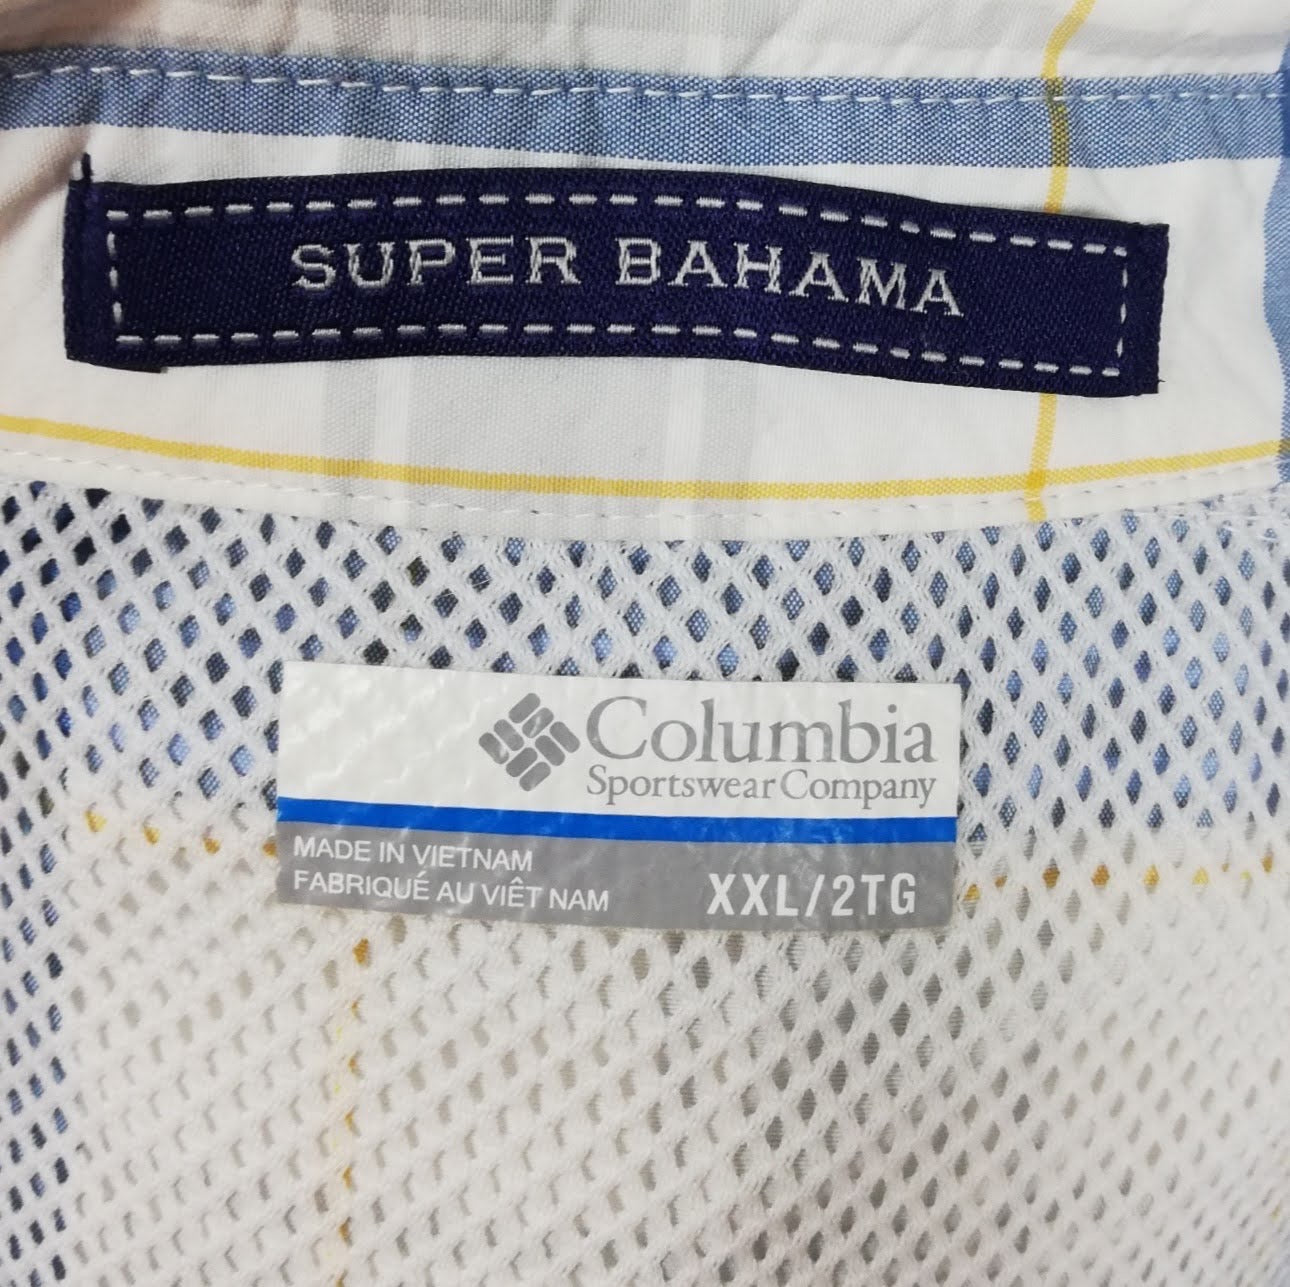 SUPER BAHAMA
Columbia
Sportswear Company
MADE IN VIETNAM
FABRIQUÉ AU VIÊT NAM
XXL/2TG